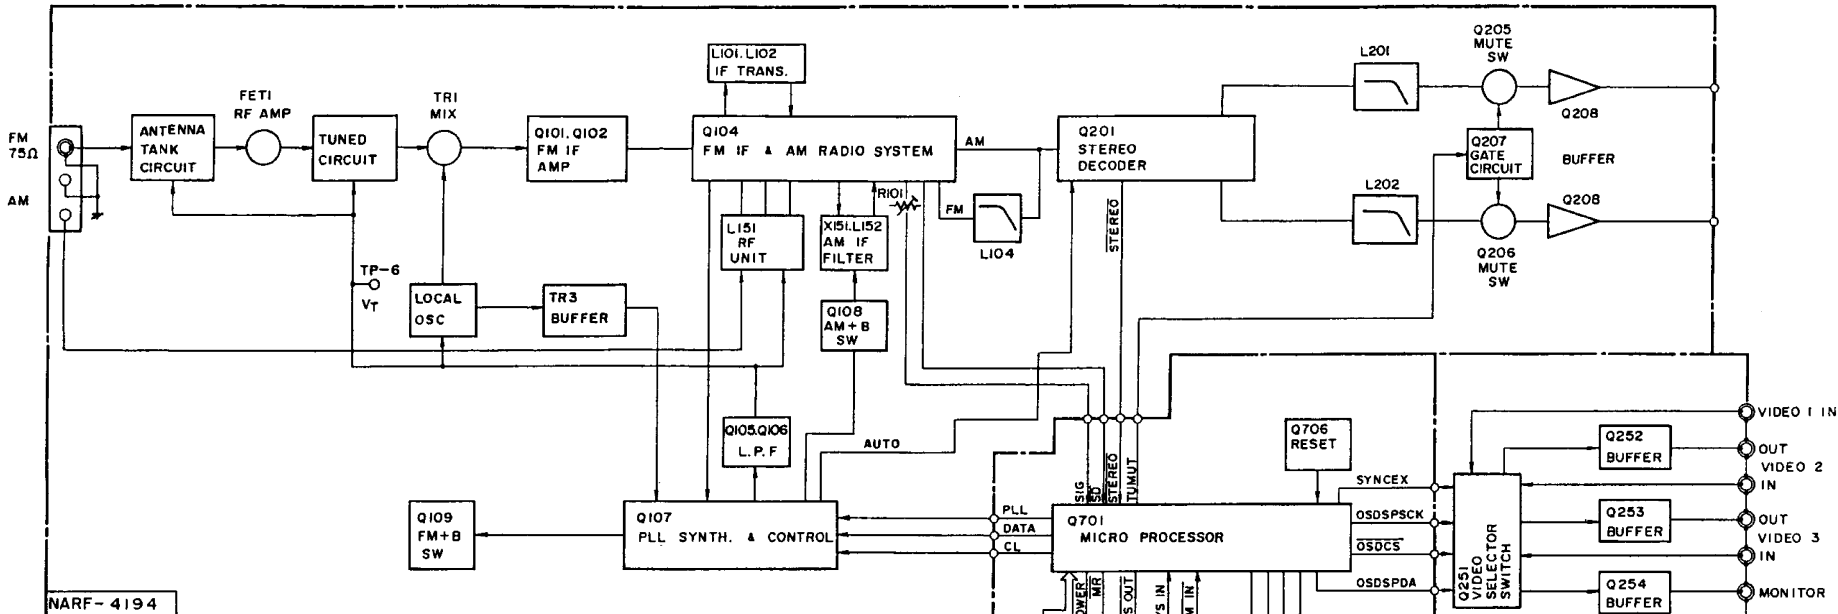 FM
75Ω
AM
ANTENNA
TANK
CIRCUIT
FET1
RF AMP
TUNED
CIRCUIT
TR1
MIX
Q101.Q102
FM IF
AMP
L101.L102
IF TRANS.
Q104
FM IF & AM RADIO SYSTEM
AM
FM
L104
R101
L151
RF
UNIT
X151.L152
AM IF
FILTER
Q108
AM+B
SW
TP-6
VT
LOCAL
OSC
TR3
BUFFER
Q201
STEREO
DECODER
STEREO
L201
L202
Q205
MUTE
SW
Q207
GATE
CIRCUIT
Q206
MUTE
SW
Q208
BUFFER
Q208
Q105.Q106
L.P.F
AUTO
Q109
FM+B
SW
Q107
PLL SYNTH. & CONTROL
PLL
DATA
CL
SIG
SD
STEREO
TUMUT
Q701
MICRO PROCESSOR
Q706
RESET
SYNCEX
OSDSPSCK
OSDCS
OSDSPDA
Q251
VIDEO
SELECTOR
SWITCH
Q252
BUFFER
Q253
BUFFER
Q254
BUFFER
VIDEO 1 IN
OUT
VIDEO 2
IN
OUT
VIDEO 3
IN
MONITOR
OWER
MR
S OUT
/S IN
M IN
NARF-4194